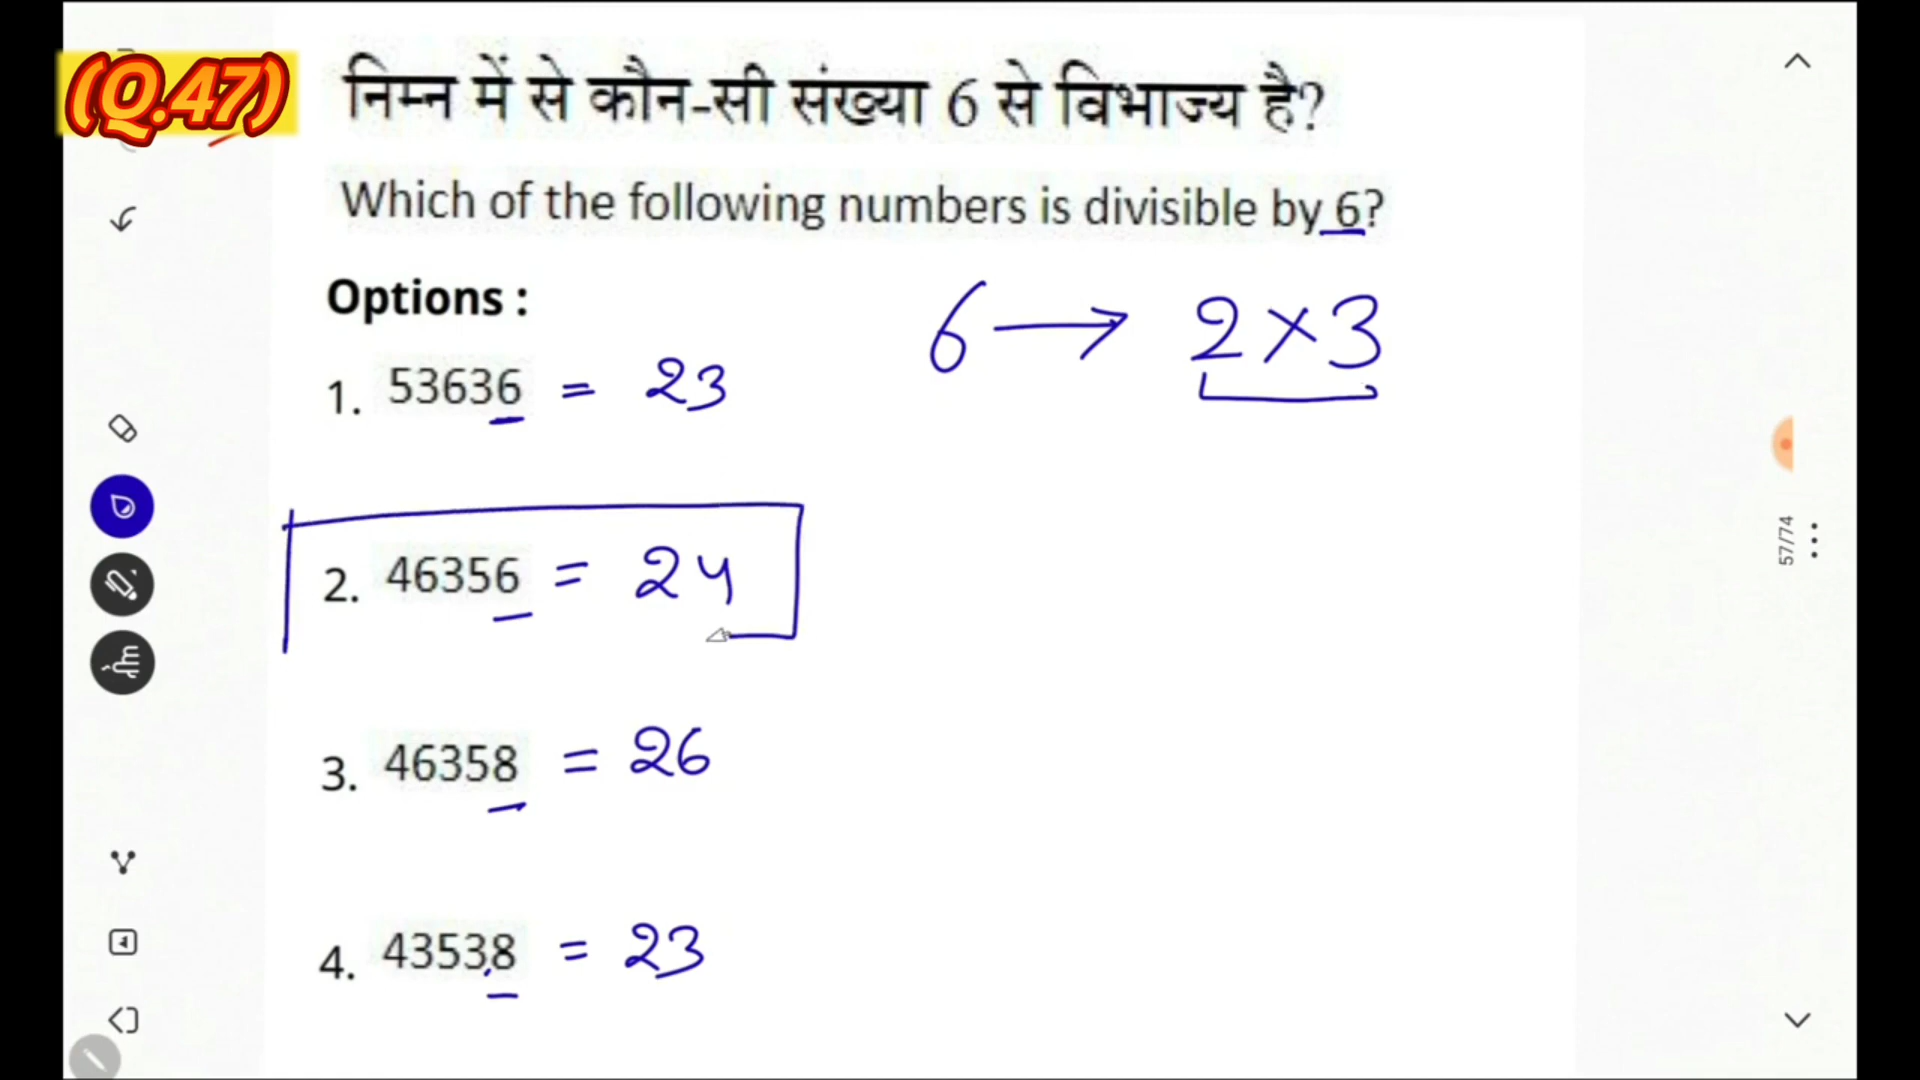 (Q.47)
निम्न में से कौन-सी संख्या 6 से विभाज्य है?
Which of the following numbers is divisible by 6?
Options :
6 → 2×3
1. 53636 = 23
2. 46356 = 24
3. 46358 = 26
4. 43538 = 23
57/74